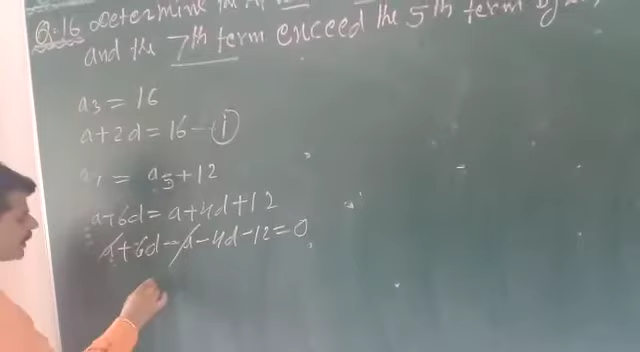 Q.16 Determine the AP
and the 7th term exceed the 5th term by
a3 = 16
a+2d = 16 - (i)
a7 = a5+12
a+6d = a+4d+12
a+6d-a-4d-12=0